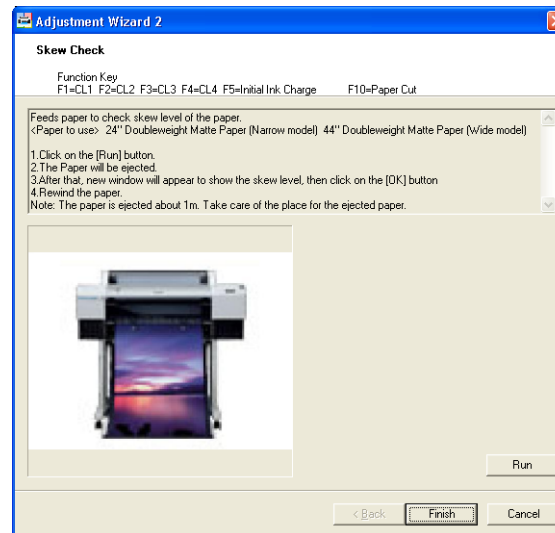 Adjustment Wizard 2
Skew Check
Function Key
F1=CL1 F2=CL2 F3=CL3 F4=CL4 F5=Initial Ink Charge F10=Paper Cut
Feeds paper to check skew level of the paper.
<Paper to use> 24" Doubleweight Matte Paper (Narrow model) 44" Doubleweight Matte Paper (Wide model)
1.Click on the [Run] button.
2.The Paper will be ejected.
3.After that, new window will appear to show the skew level, then click on the [OK] button
4.Rewind the paper.
Note: The paper is ejected about 1m. Take care of the place for the ejected paper.
Run
< Back Finish Cancel